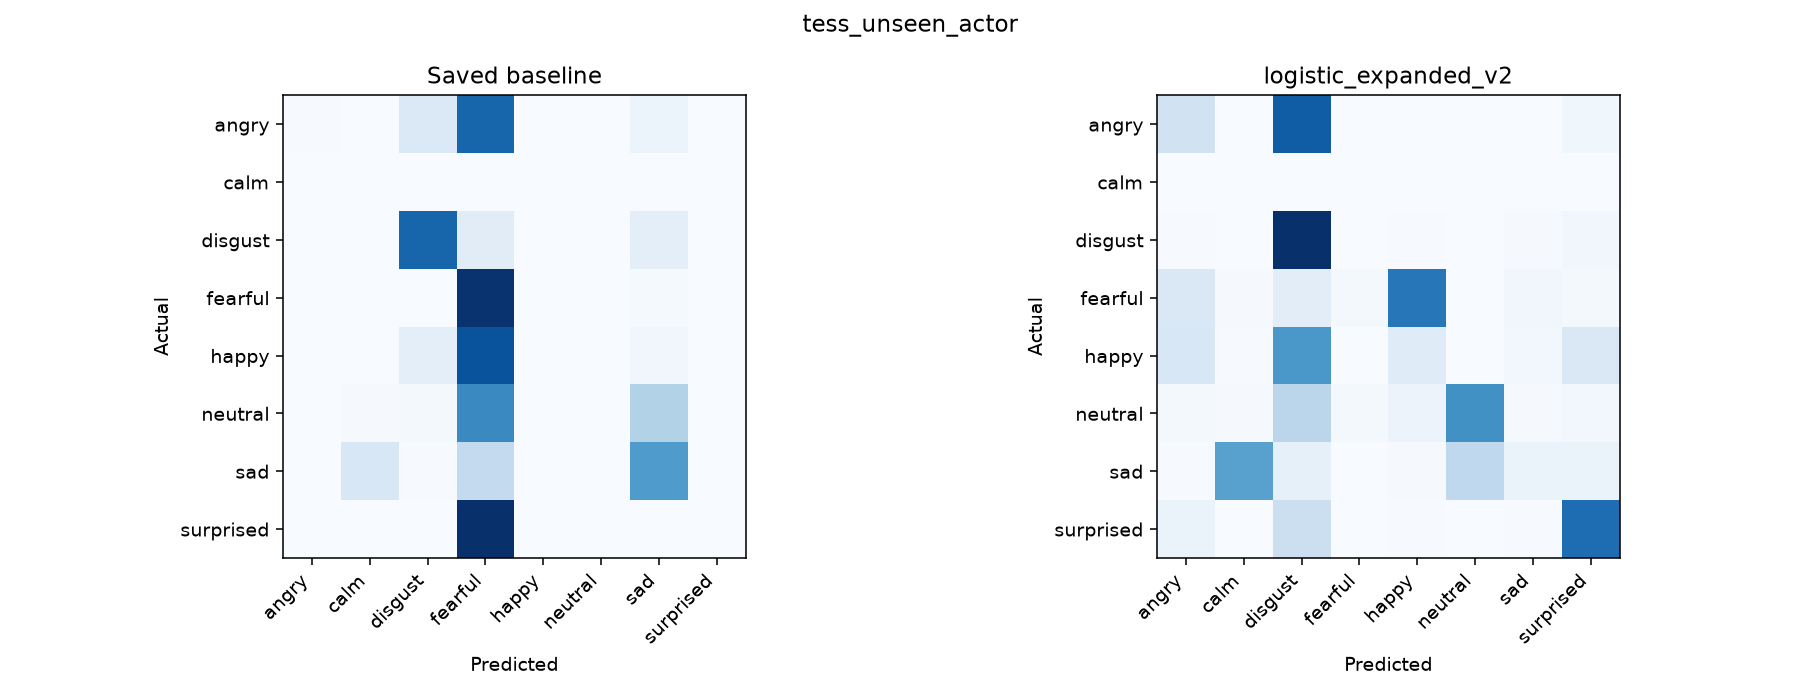 tess_unseen_actor
Saved baseline
Actual
angry
calm
disgust
fearful
happy
neutral
sad
surprised
angry
calm
disgust
fearful
happy
neutral
sad
surprised
Predicted
logistic_expanded_v2
Actual
angry
calm
disgust
fearful
happy
neutral
sad
surprised
angry
calm
disgust
fearful
happy
neutral
sad
surprised
Predicted